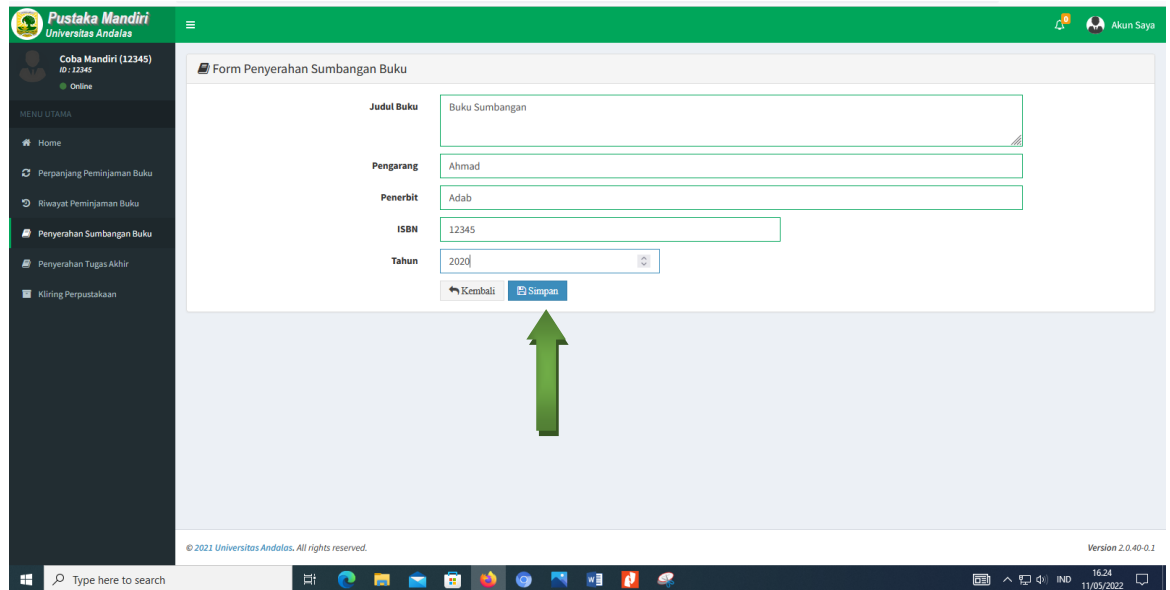 Pustaka Mandiri
Universitas Andalas
0
Akun Saya
Coba Mandiri (12345)
ID : 12345
Online
MENU UTAMA
Home
Perpanjang Peminjaman Buku
Riwayat Peminjaman Buku
Penyerahan Sumbangan Buku
Penyerahan Tugas Akhir
Kliring Perpustakaan
Form Penyerahan Sumbangan Buku
Judul Buku
Buku Sumbangan
Pengarang
Ahmad
Penerbit
Adab
ISBN
12345
Tahun
2020
Kembali
Simpan
© 2021 Universitas Andalas. All rights reserved.
Version 2.0.40-0.1
Type here to search
IND
16.24
11/05/2022